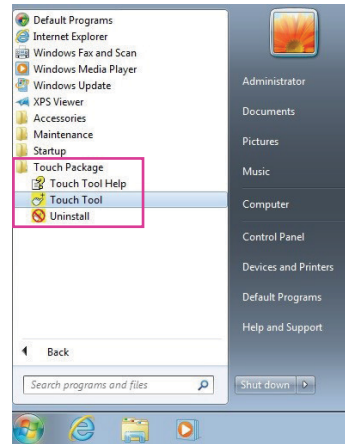 Default Programs
Internet Explorer
Windows Fax and Scan
Windows Media Player
Windows Update
XPS Viewer
Accessories
Maintenance
Startup
Touch Package
Touch Tool Help
Touch Tool
Uninstall
Back
Search programs and files
Administrator
Documents
Pictures
Music
Computer
Control Panel
Devices and Printers
Default Programs
Help and Support
Shut down